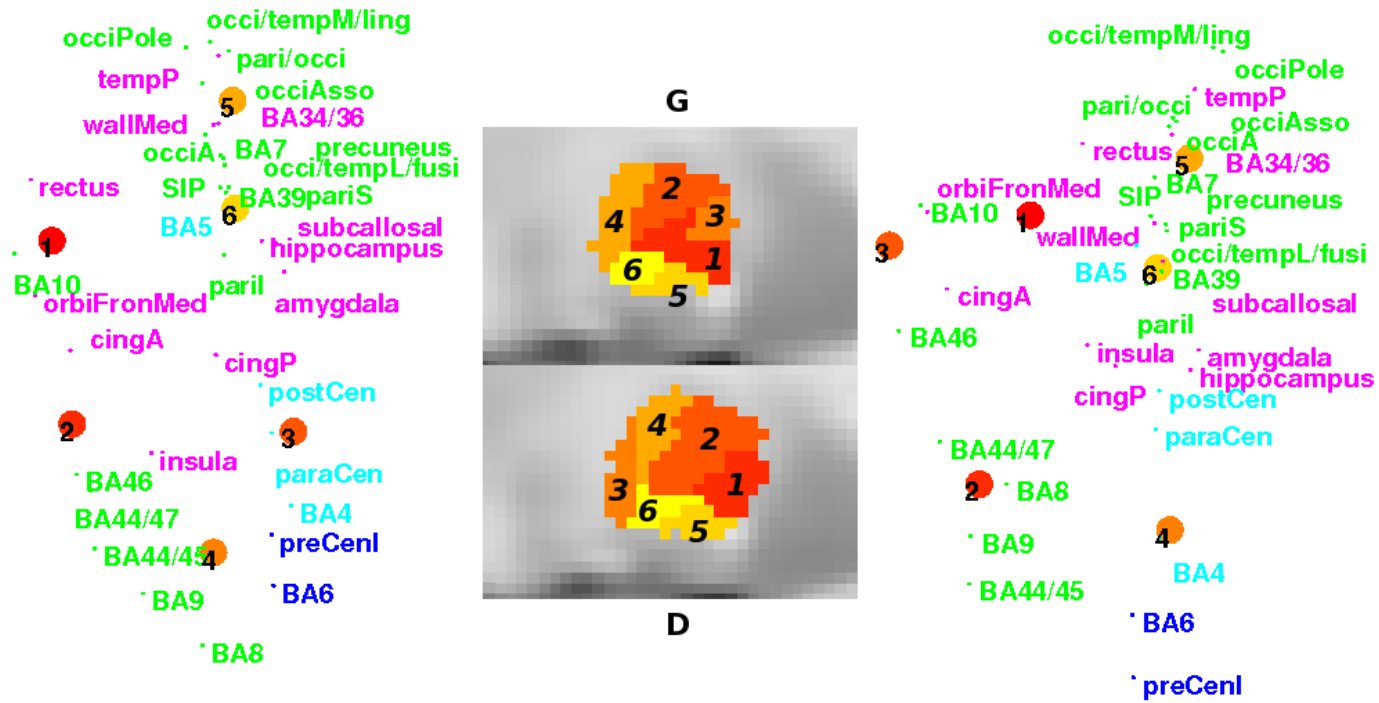 occi/tempM/ling
occiPole
pari/occi
tempP
occiAsso
5
BA34/36
wallMed
occiA
BA7
precuneus
occi/tempL/fusi
rectus
SIP
BA39
pariS
6
BA5
subcallosal
hippocampus
1
BA10
paril
orbiFronMed
amygdala
cingA
cingP
postCen
2
3
insula
paraCen
BA46
BA44/47
BA4
preCenI
BA44/45
4
BA6
BA9
BA8
G
2
4
3
1
6
5
4
2
3
1
6
5
D
occi/tempM/ling
occiPole
tempP
pari/occi
occiAsso
occiA
rectus
5
BA34/36
orbiFronMed
SIP
BA7
precuneus
BA10
1
pariS
wallMed
3
occi/tempL/fusi
BA5
6
BA39
cingA
subcallosal
paril
BA46
insula
amygdala
hippocampus
cingP
postCen
paraCen
BA44/47
2
BA8
4
BA9
BA4
BA44/45
BA6
preCenI